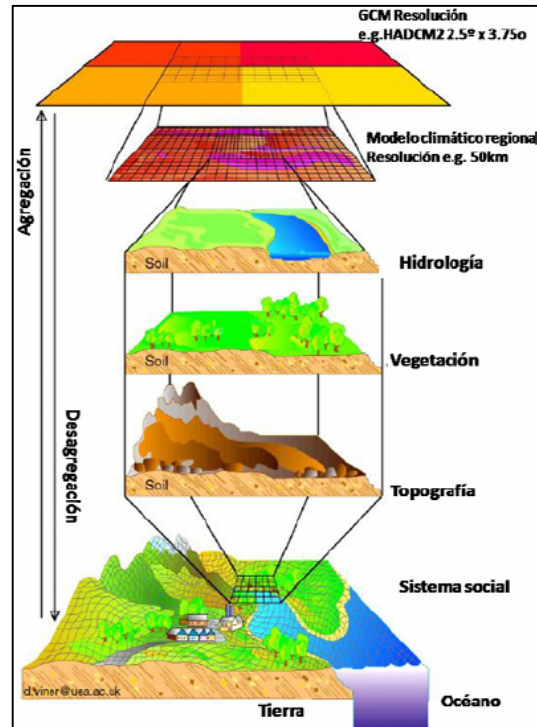 GCM Resolución
e.g.HADCM2 2.5º x 3.75o
Modelo climático regional
Resolución e.g. 50km
Agregación
Desagregación
Soil
Hidrología
Soil
Vegetación
Soil
Topografía
Sistema social
d.viner@uea.ac.uk
Tierra
Océano